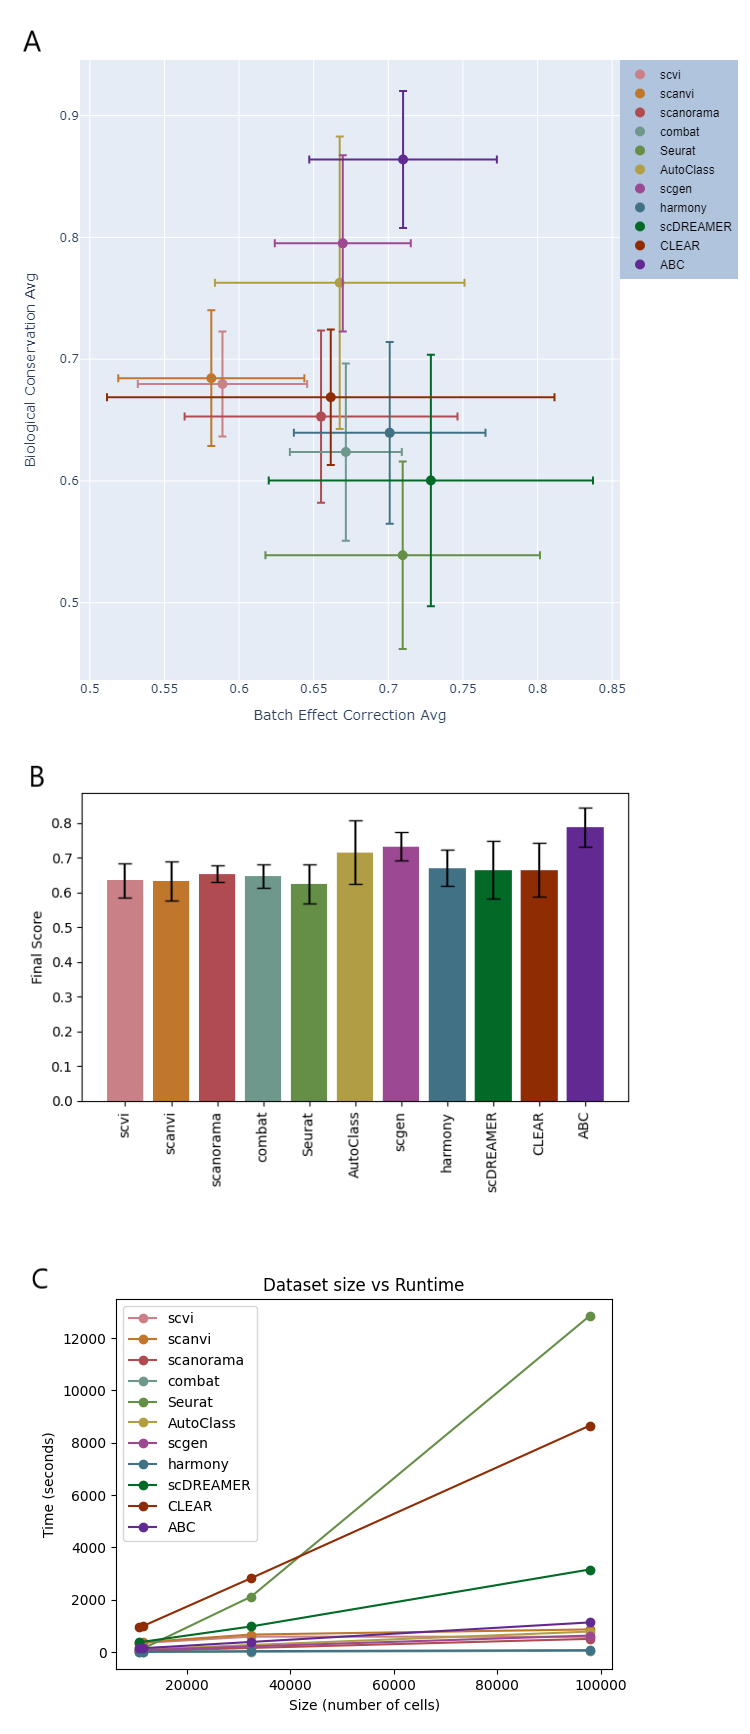 A
0.9
0.8
0.7
0.6
0.5
Biological Conservation Avg
0.5 0.55 0.6 0.65 0.7 0.75 0.8 0.85
Batch Effect Correction Avg
scvi
scanvi
scanorama
combat
Seurat
AutoClass
scgen
harmony
scDREAMER
CLEAR
ABC
B
0.8
0.7
0.6
0.5
0.4
0.3
0.2
0.1
0.0
Final Score
scvi scanvi scanorama combat Seurat AutoClass scgen harmony scDREAMER CLEAR ABC
C
Dataset size vs Runtime
scvi
scanvi
scanorama
combat
Seurat
AutoClass
scgen
harmony
scDREAMER
CLEAR
ABC
12000
10000
8000
6000
4000
2000
0
Time (seconds)
20000 40000 60000 80000 100000
Size (number of cells)